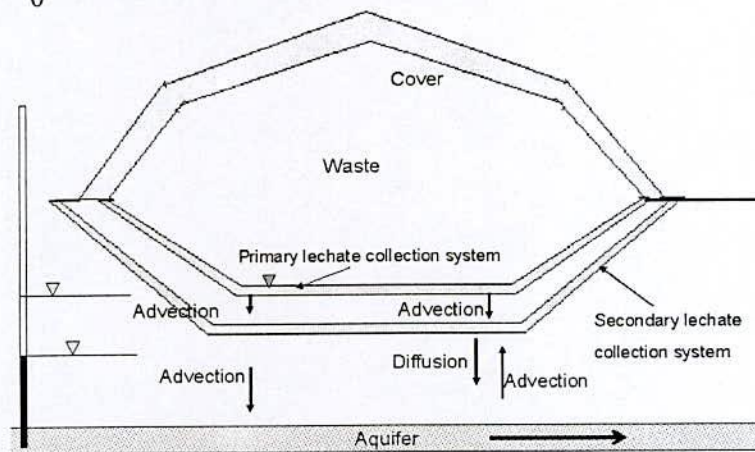 Cover
Waste
Primary lechate collection system
Advection
Advection
Secondary lechate
collection system
Diffusion
Advection
Advection
Aquifer